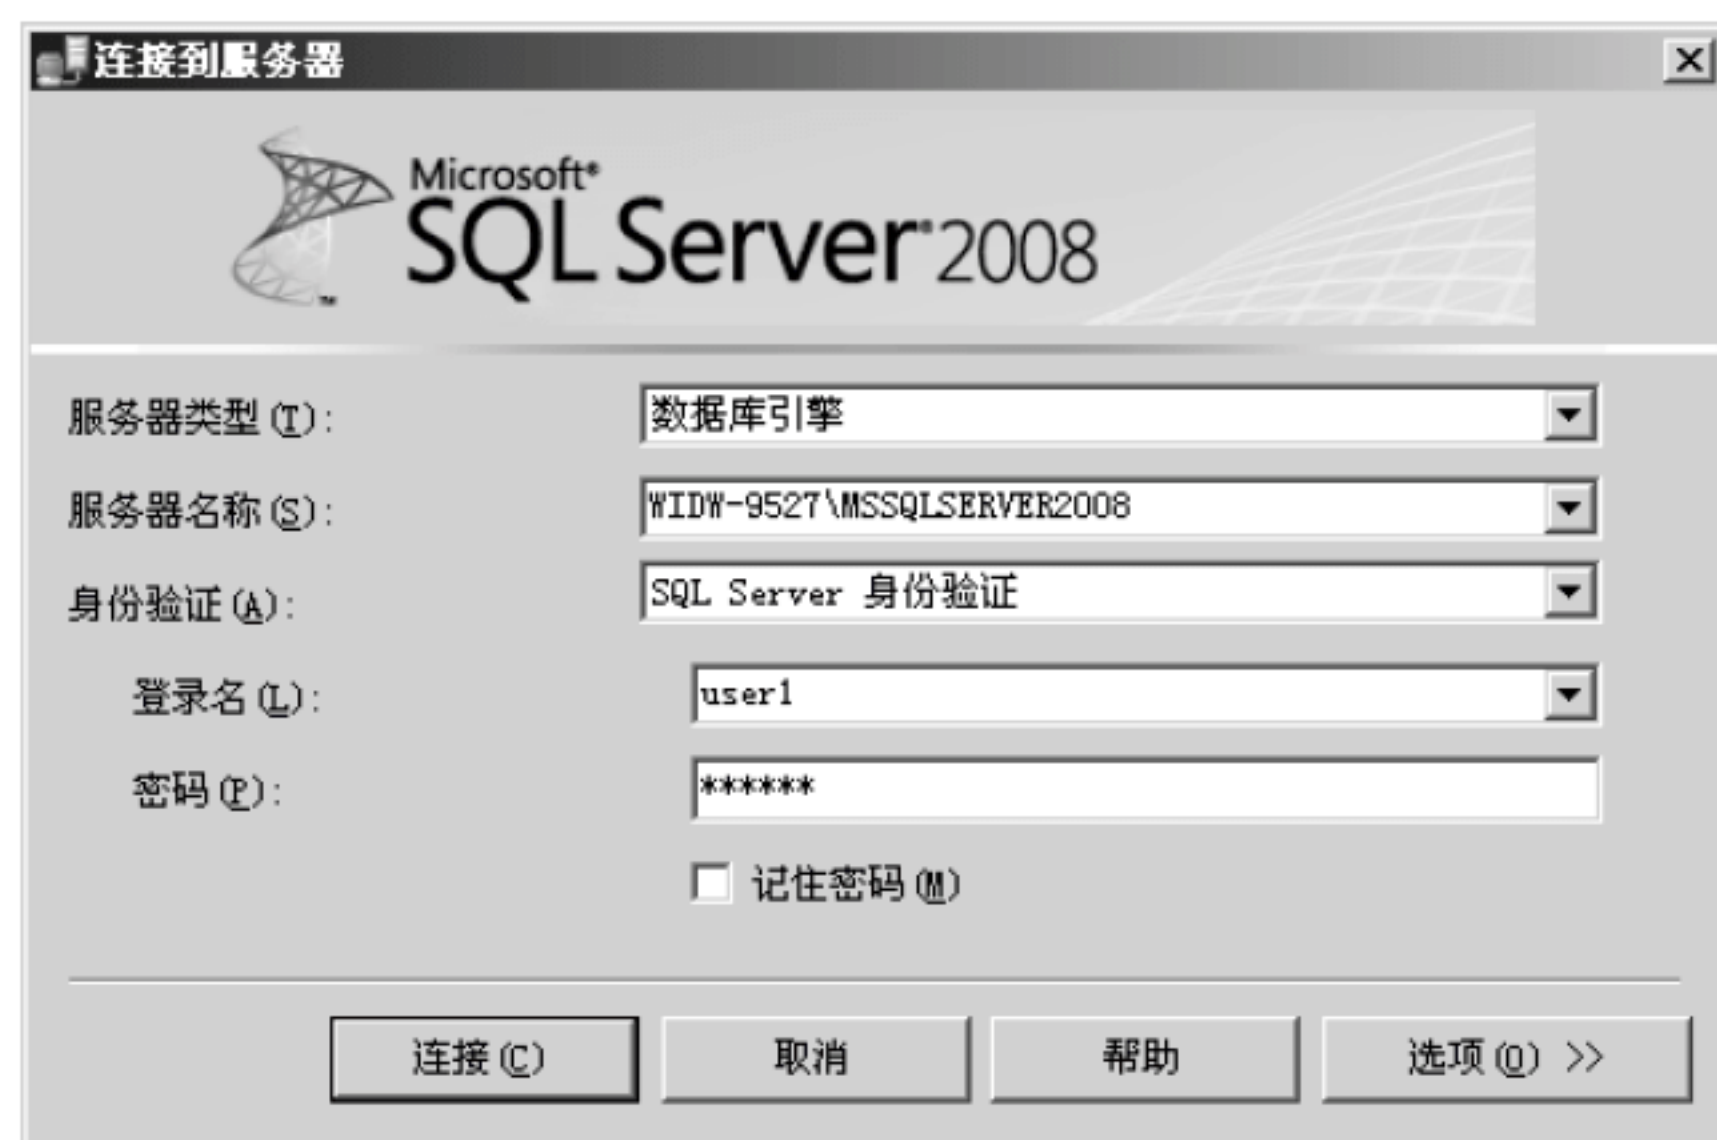 连接到服务器
Microsoft®
SQL Server® 2008
™
服务器类型(T): 数据库引擎
服务器名称(S): WIDW-9527\MSSQLSERVER2008
身份验证(A): SQL Server 身份验证
登录名(L): user1
密码(P): ******
记住密码(M)
连接(C) 取消 帮助 选项(O) >>